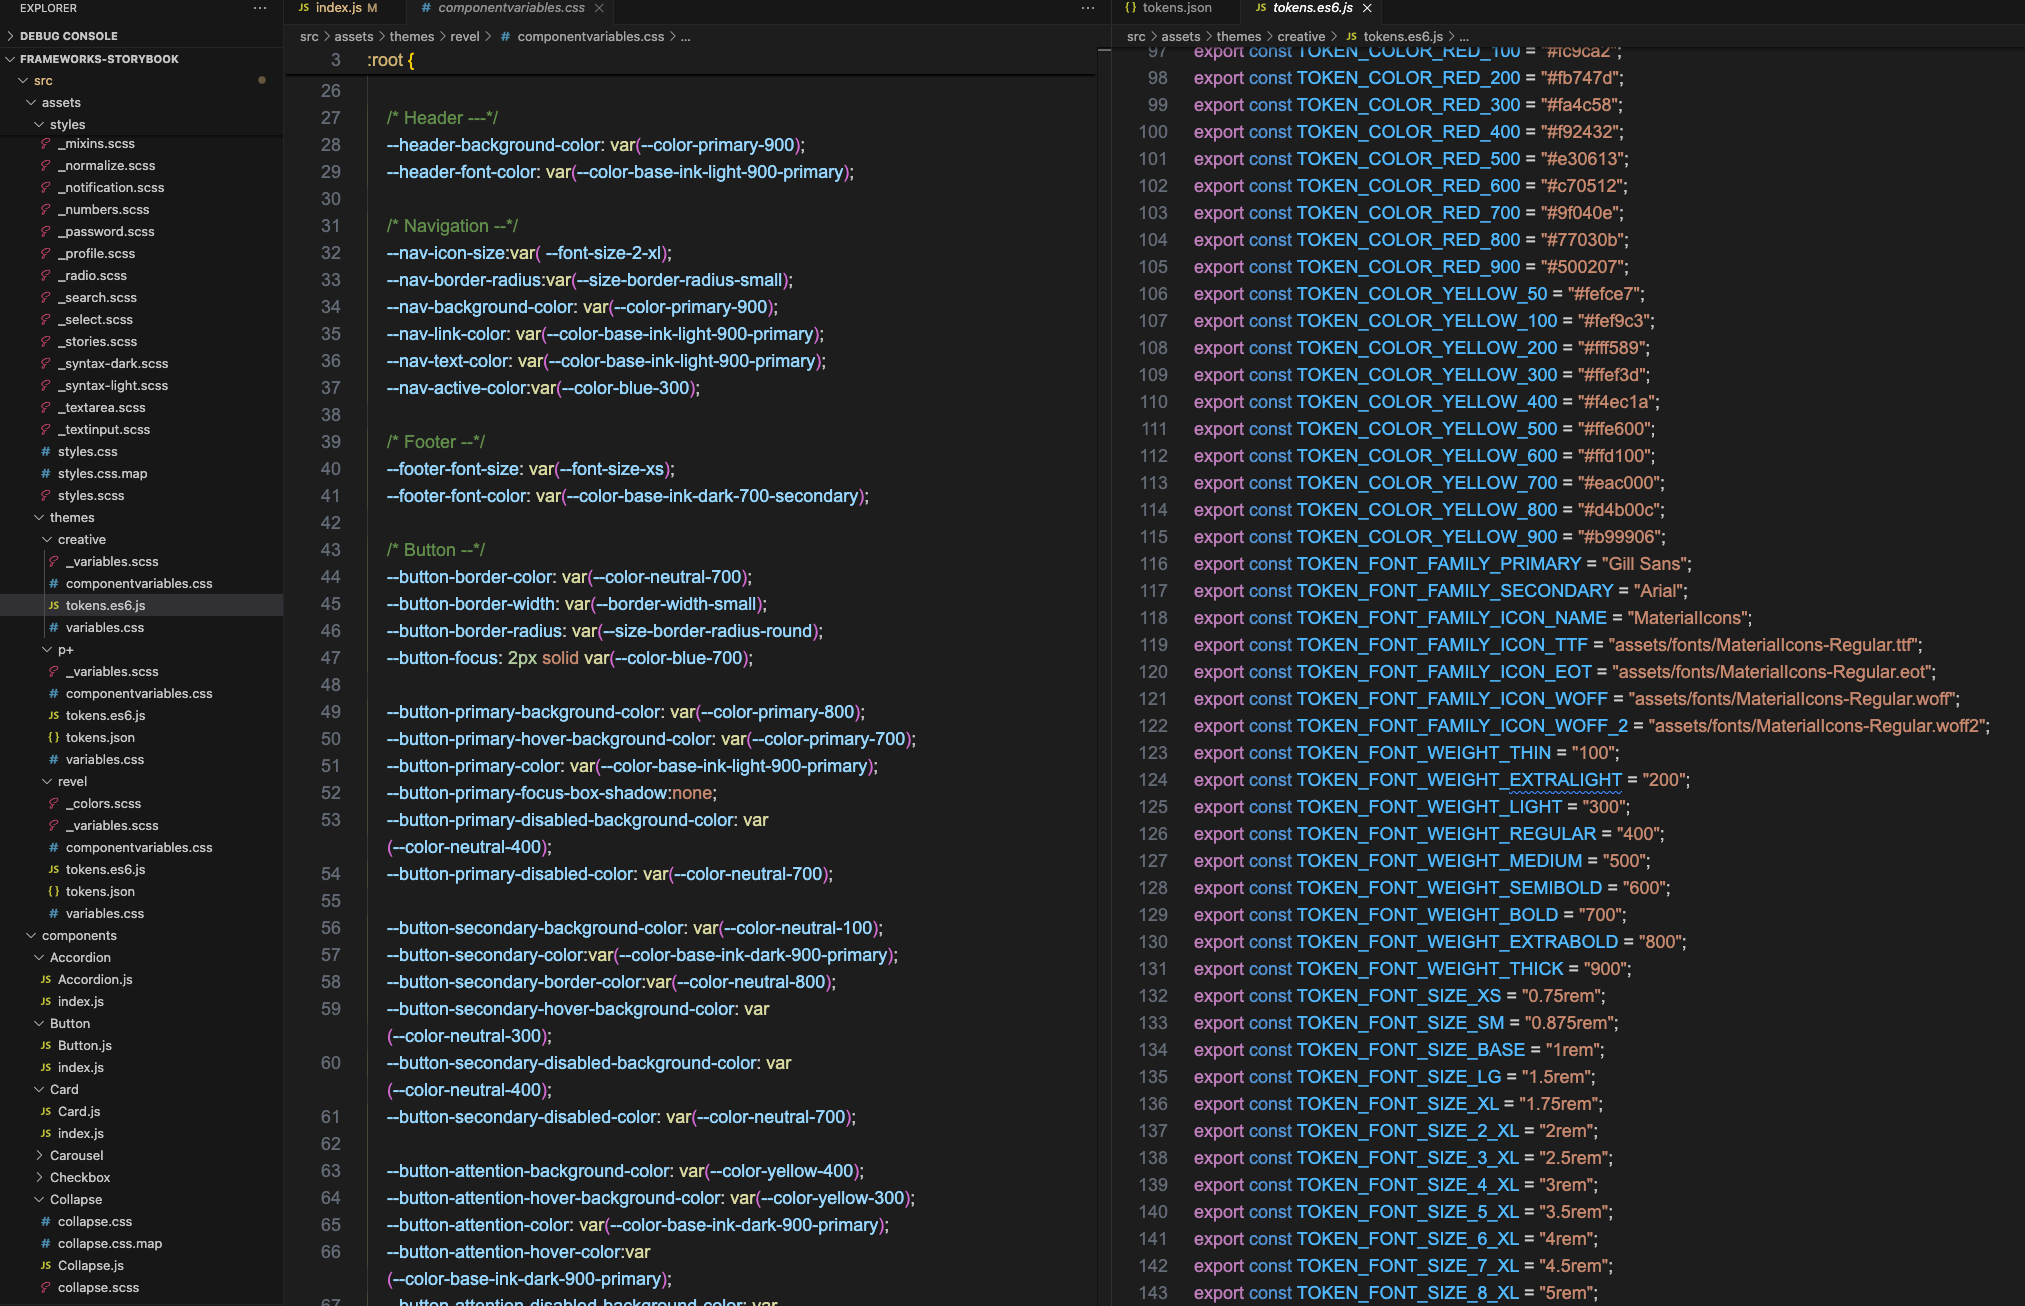 EXPLORER
DEBUG CONSOLE
FRAMEWORKS-STORYBOOK
src
assets
styles
_mixins.scss
_normalize.scss
_notification.scss
_numbers.scss
_password.scss
_profile.scss
_radio.scss
_search.scss
_select.scss
_stories.scss
_syntax-dark.scss
_syntax-light.scss
_textarea.scss
_textinput.scss
# styles.css
# styles.css.map
styles.scss
themes
creative
_variables.scss
# componentvariables.css
JS tokens.es6.js
# variables.css
p+
_variables.scss
# componentvariables.css
JS tokens.es6.js
{} tokens.json
# variables.css
revel
_colors.scss
_variables.scss
# componentvariables.css
JS tokens.es6.js
{} tokens.json
# variables.css
components
Accordion
JS Accordion.js
JS index.js
Button
JS Button.js
JS index.js
Card
JS Card.js
JS index.js
Carousel
Checkbox
Collapse
# collapse.css
# collapse.css.map
JS Collapse.js
collapse.scss
JS index.js M
# componentvariables.css
src > assets > themes > revel > # componentvariables.css > ...
3 :root {
26
27 /* Header ---*/
28 --header-background-color: var(--color-primary-900);
29 --header-font-color: var(--color-base-ink-light-900-primary);
30
31 /* Navigation --*/
32 --nav-icon-size:var( --font-size-2-xl);
33 --nav-border-radius:var(--size-border-radius-small);
34 --nav-background-color: var(--color-primary-900);
35 --nav-link-color: var(--color-base-ink-light-900-primary);
36 --nav-text-color: var(--color-base-ink-light-900-primary);
37 --nav-active-color:var(--color-blue-300);
38
39 /* Footer --*/
40 --footer-font-size: var(--font-size-xs);
41 --footer-font-color: var(--color-base-ink-dark-700-secondary);
42
43 /* Button --*/
44 --button-border-color: var(--color-neutral-700);
45 --button-border-width: var(--border-width-small);
46 --button-border-radius: var(--size-border-radius-round);
47 --button-focus: 2px solid var(--color-blue-700);
48
49 --button-primary-background-color: var(--color-primary-800);
50 --button-primary-hover-background-color: var(--color-primary-700);
51 --button-primary-color: var(--color-base-ink-light-900-primary);
52 --button-primary-focus-box-shadow:none;
53 --button-primary-disabled-background-color: var
(--color-neutral-400);
54 --button-primary-disabled-color: var(--color-neutral-700);
55
56 --button-secondary-background-color: var(--color-neutral-100);
57 --button-secondary-color:var(--color-base-ink-dark-900-primary);
58 --button-secondary-border-color:var(--color-neutral-800);
59 --button-secondary-hover-background-color: var
(--color-neutral-300);
60 --button-secondary-disabled-background-color: var
(--color-neutral-400);
61 --button-secondary-disabled-color: var(--color-neutral-700);
62
63 --button-attention-background-color: var(--color-yellow-400);
64 --button-attention-hover-background-color: var(--color-yellow-300);
65 --button-attention-color: var(--color-base-ink-dark-900-primary);
66 --button-attention-hover-color:var
(--color-base-ink-dark-900-primary);
67 --button-attention-disabled-background-color: var
{} tokens.json
JS tokens.es6.js
src > assets > themes > creative > JS tokens.es6.js > ...
97 export const TOKEN_COLOR_RED_100 = "#fc9ca2";
98 export const TOKEN_COLOR_RED_200 = "#fb747d";
99 export const TOKEN_COLOR_RED_300 = "#fa4c58";
100 export const TOKEN_COLOR_RED_400 = "#f92432";
101 export const TOKEN_COLOR_RED_500 = "#e30613";
102 export const TOKEN_COLOR_RED_600 = "#c70512";
103 export const TOKEN_COLOR_RED_700 = "#9f040e";
104 export const TOKEN_COLOR_RED_800 = "#77030b";
105 export const TOKEN_COLOR_RED_900 = "#500207";
106 export const TOKEN_COLOR_YELLOW_50 = "#fefce7";
107 export const TOKEN_COLOR_YELLOW_100 = "#fef9c3";
108 export const TOKEN_COLOR_YELLOW_200 = "#fff589";
109 export const TOKEN_COLOR_YELLOW_300 = "#ffef3d";
110 export const TOKEN_COLOR_YELLOW_400 = "#f4ec1a";
111 export const TOKEN_COLOR_YELLOW_500 = "#ffe600";
112 export const TOKEN_COLOR_YELLOW_600 = "#ffd100";
113 export const TOKEN_COLOR_YELLOW_700 = "#eac000";
114 export const TOKEN_COLOR_YELLOW_800 = "#d4b00c";
115 export const TOKEN_COLOR_YELLOW_900 = "#b99906";
116 export const TOKEN_FONT_FAMILY_PRIMARY = "Gill Sans";
117 export const TOKEN_FONT_FAMILY_SECONDARY = "Arial";
118 export const TOKEN_FONT_FAMILY_ICON_NAME = "MaterialIcons";
119 export const TOKEN_FONT_FAMILY_ICON_TTF = "assets/fonts/MaterialIcons-Regular.ttf";
120 export const TOKEN_FONT_FAMILY_ICON_EOT = "assets/fonts/MaterialIcons-Regular.eot";
121 export const TOKEN_FONT_FAMILY_ICON_WOFF = "assets/fonts/MaterialIcons-Regular.woff";
122 export const TOKEN_FONT_FAMILY_ICON_WOFF_2 = "assets/fonts/MaterialIcons-Regular.woff2";
123 export const TOKEN_FONT_WEIGHT_THIN = "100";
124 export const TOKEN_FONT_WEIGHT_EXTRALIGHT = "200";
125 export const TOKEN_FONT_WEIGHT_LIGHT = "300";
126 export const TOKEN_FONT_WEIGHT_REGULAR = "400";
127 export const TOKEN_FONT_WEIGHT_MEDIUM = "500";
128 export const TOKEN_FONT_WEIGHT_SEMIBOLD = "600";
129 export const TOKEN_FONT_WEIGHT_BOLD = "700";
130 export const TOKEN_FONT_WEIGHT_EXTRABOLD = "800";
131 export const TOKEN_FONT_WEIGHT_THICK = "900";
132 export const TOKEN_FONT_SIZE_XS = "0.75rem";
133 export const TOKEN_FONT_SIZE_SM = "0.875rem";
134 export const TOKEN_FONT_SIZE_BASE = "1rem";
135 export const TOKEN_FONT_SIZE_LG = "1.5rem";
136 export const TOKEN_FONT_SIZE_XL = "1.75rem";
137 export const TOKEN_FONT_SIZE_2_XL = "2rem";
138 export const TOKEN_FONT_SIZE_3_XL = "2.5rem";
139 export const TOKEN_FONT_SIZE_4_XL = "3rem";
140 export const TOKEN_FONT_SIZE_5_XL = "3.5rem";
141 export const TOKEN_FONT_SIZE_6_XL = "4rem";
142 export const TOKEN_FONT_SIZE_7_XL = "4.5rem";
143 export const TOKEN_FONT_SIZE_8_XL = "5rem";